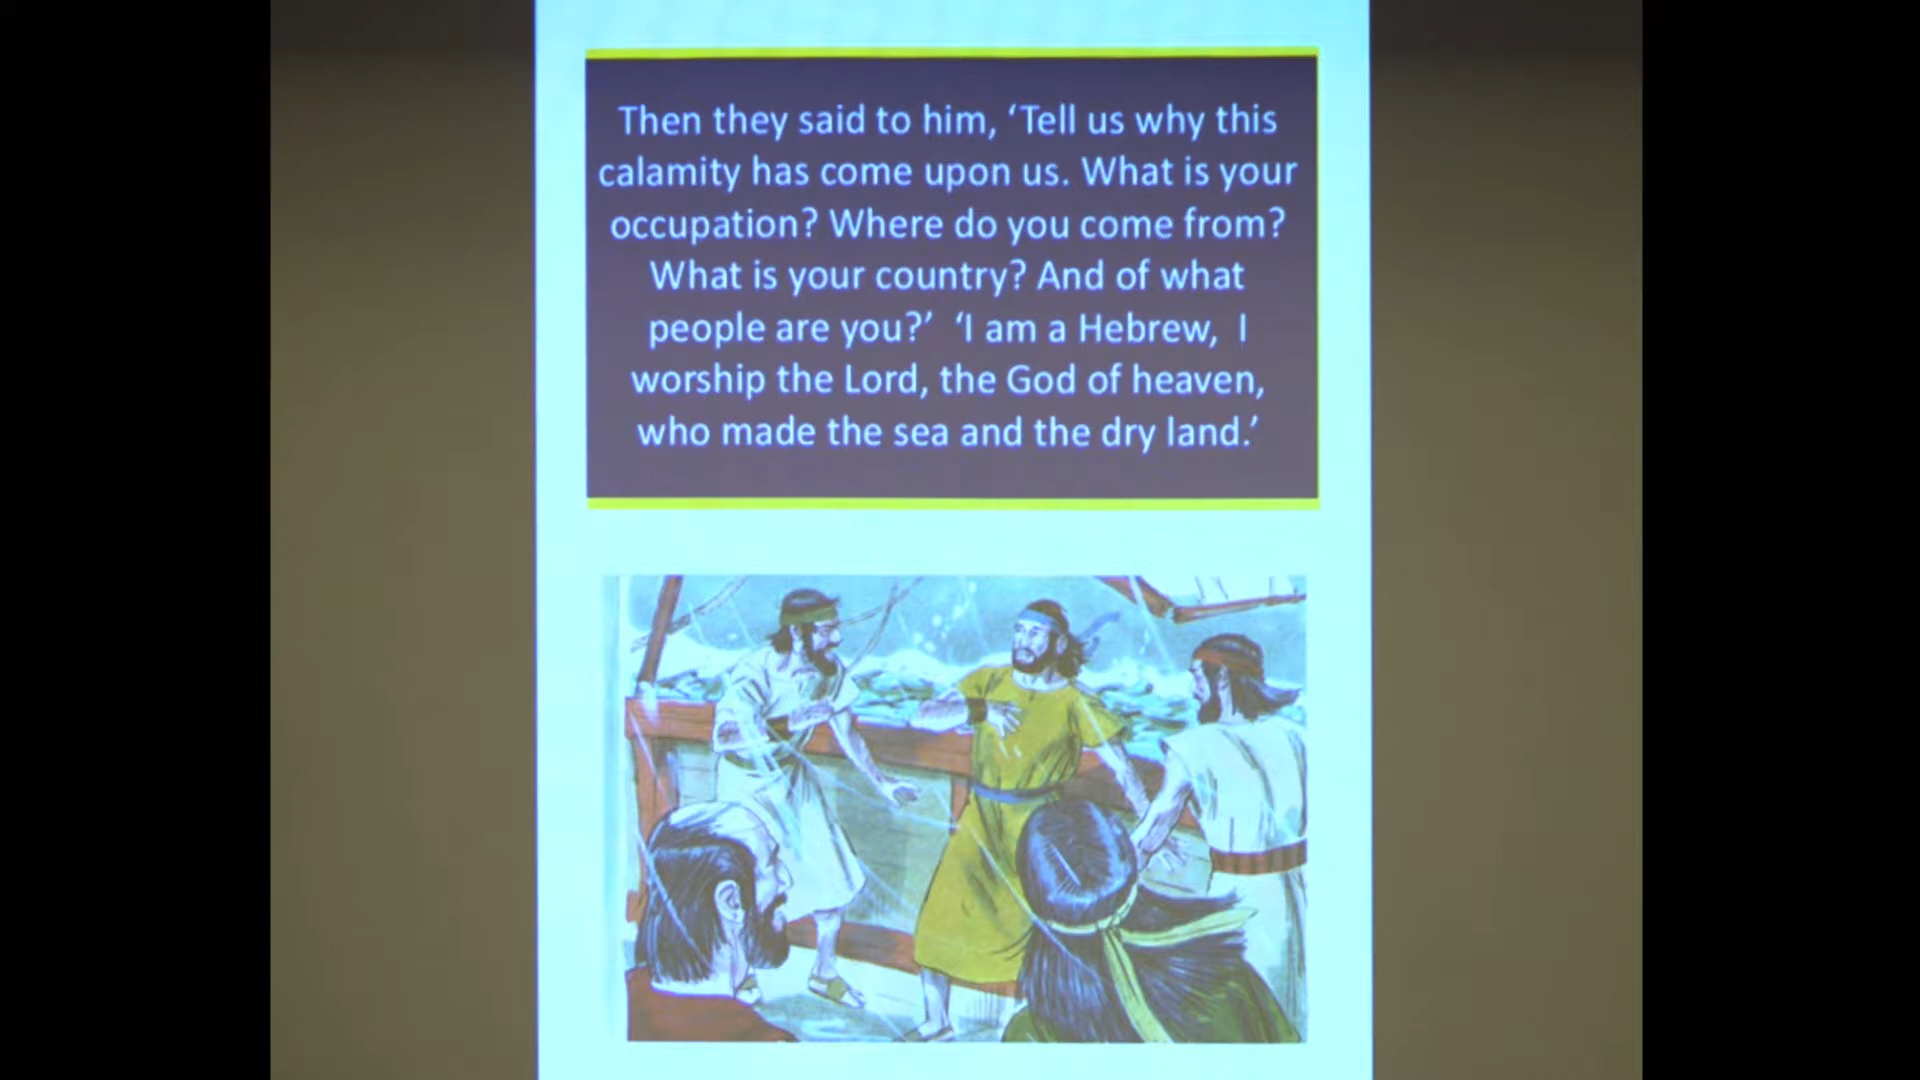 Then they said to him, ‘Tell us why this
calamity has come upon us. What is your
occupation? Where do you come from?
What is your country? And of what
people are you?’ ‘I am a Hebrew, I
worship the Lord, the God of heaven,
who made the sea and the dry land.’